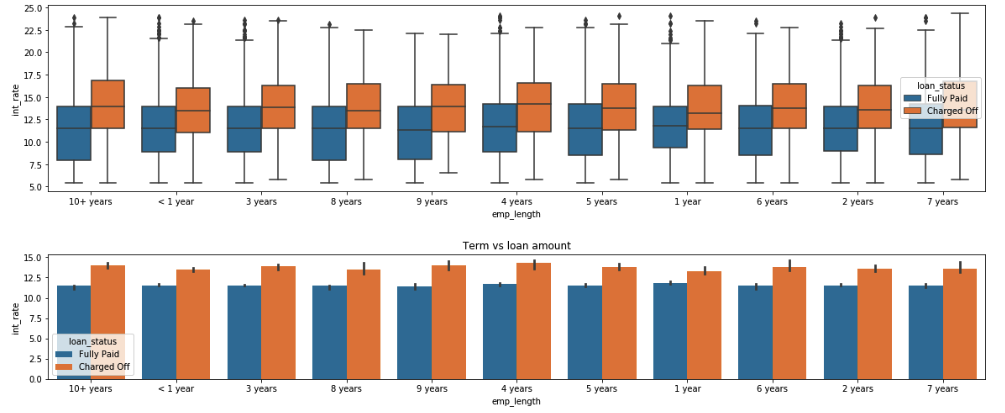 25.0
22.5
20.0
17.5
15.0
12.5
10.0
7.5
5.0
int_rate
loan_status
Fully Paid
Charged Off
10+ years < 1 year 3 years 8 years 9 years 4 years 5 years 1 year 6 years 2 years 7 years
emp_length
Term vs loan amount
15.0
12.5
10.0
7.5
5.0
2.5
0.0
int_rate
loan_status
Fully Paid
Charged Off
10+ years < 1 year 3 years 8 years 9 years 4 years 5 years 1 year 6 years 2 years 7 years
emp_length